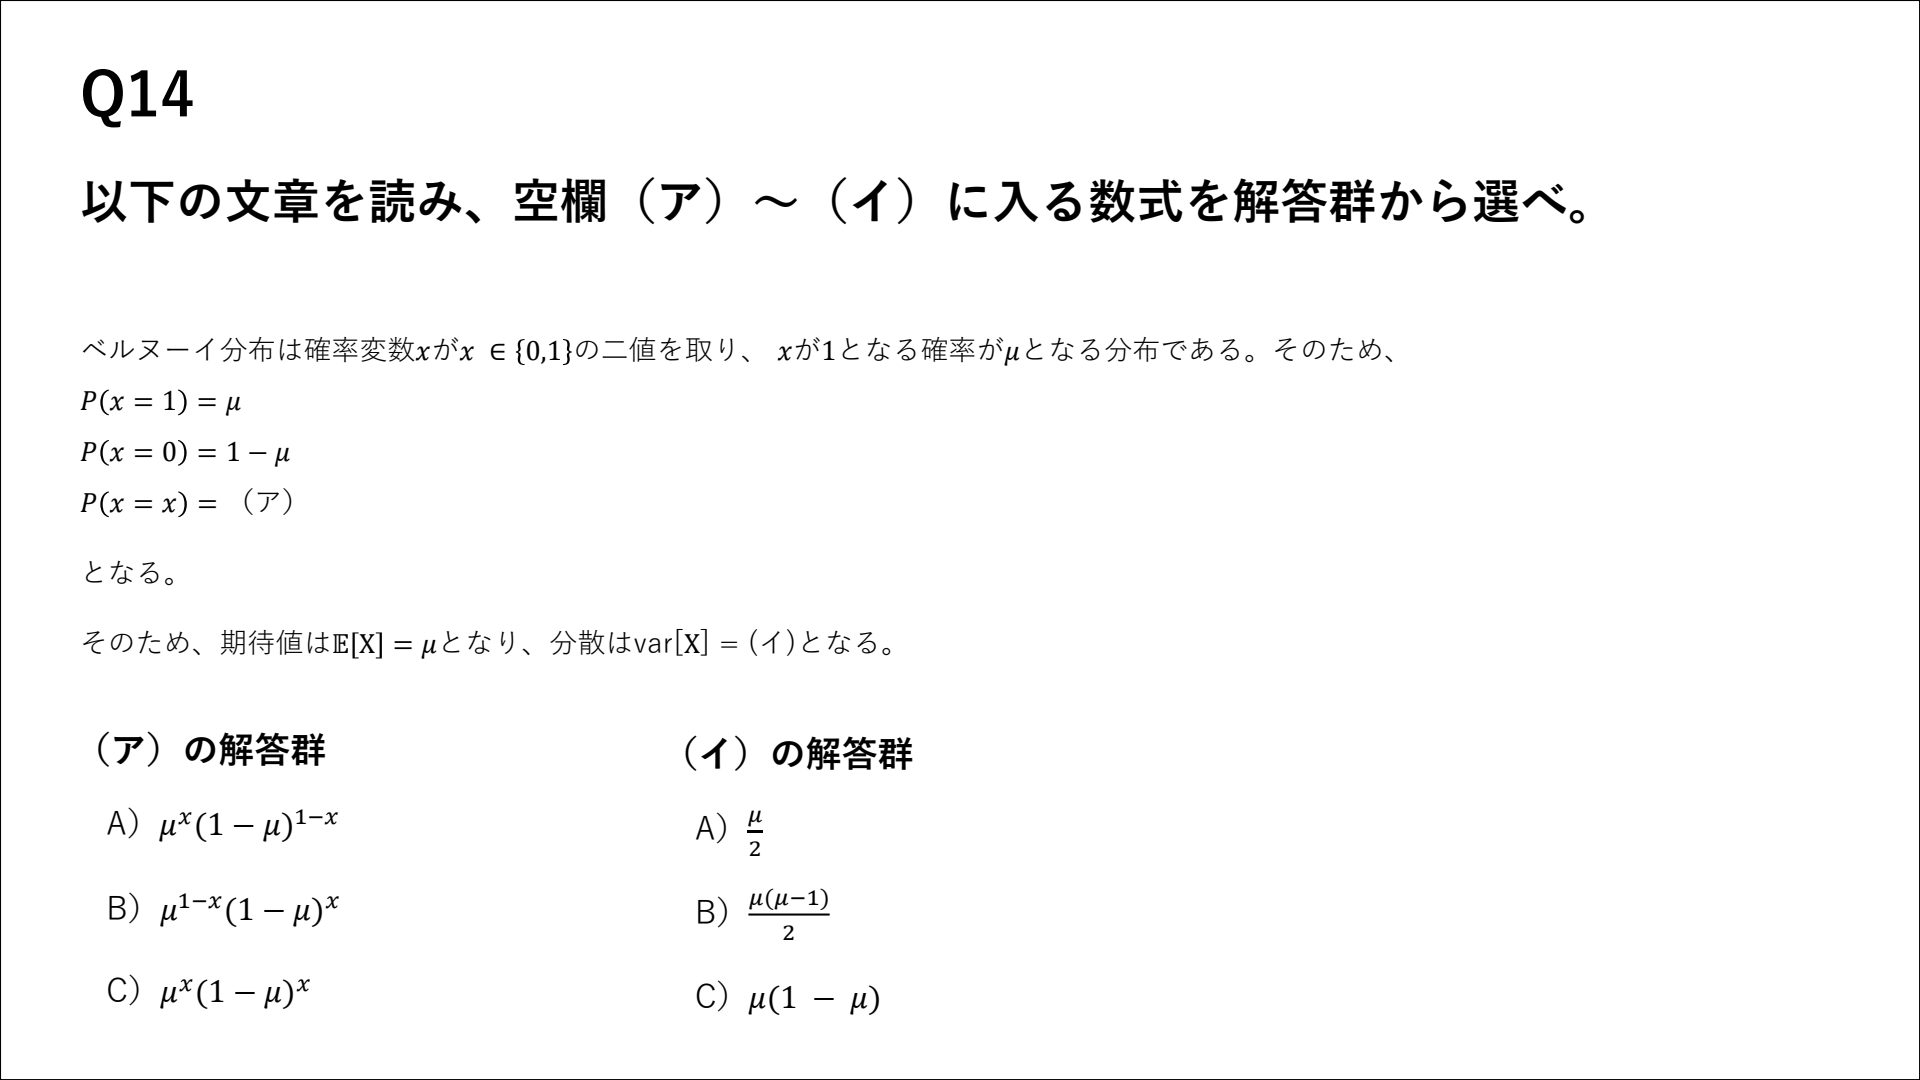 Q14
以下の文章を読み、空欄（ア）～（イ）に入る数式を解答群から選べ。
ベルヌーイ分布は確率変数𝑥が𝑥 ∈ {0,1}の二値を取り、 𝑥が1となる確率が𝜇となる分布である。そのため、
𝑃(𝑥 = 1) = 𝜇
𝑃(𝑥 = 0) = 1 − 𝜇
𝑃(𝑥 = 𝑥) = （ア）
となる。
そのため、期待値は𝔼[X] = 𝜇となり、分散はvar[X] = (イ)となる。
（ア）の解答群
A）𝜇^𝑥(1 − 𝜇)^{1−𝑥}
B）𝜇^{1−𝑥}(1 − 𝜇)^𝑥
C）𝜇^𝑥(1 − 𝜇)^𝑥
（イ）の解答群
A）𝜇/2
B）𝜇(𝜇−1)/2
C）𝜇(1 − 𝜇)